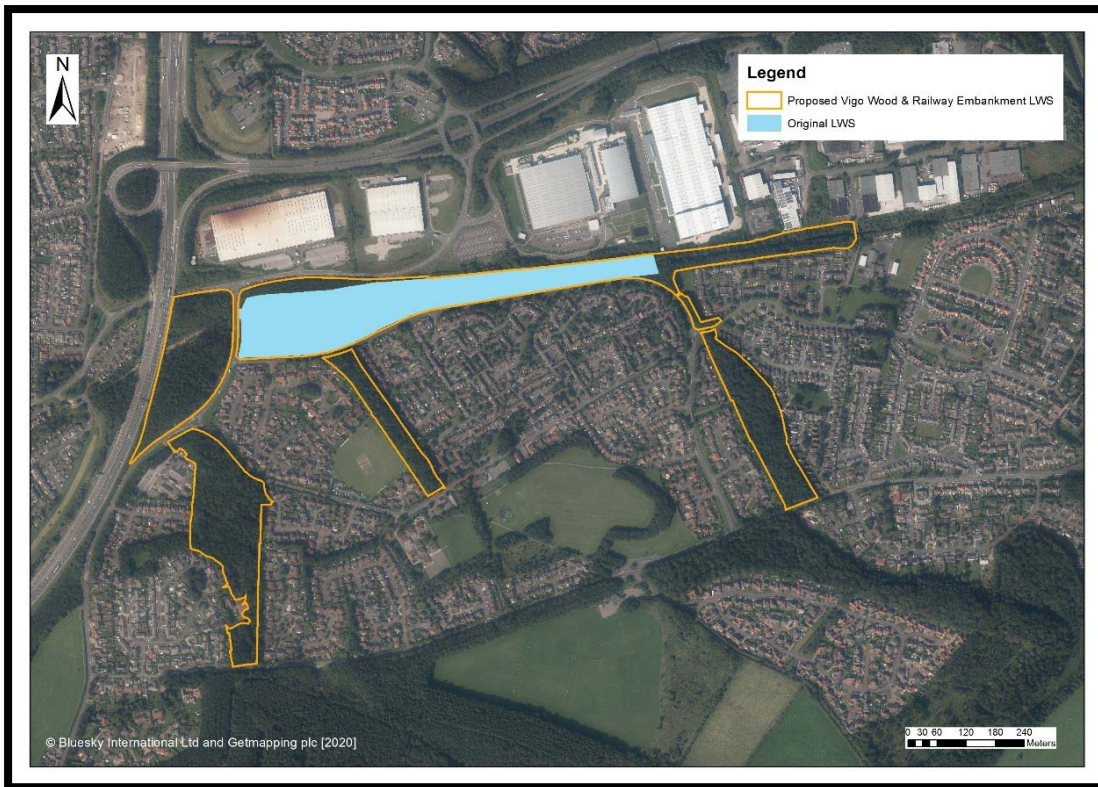 N
Legend
Proposed Vigo Wood & Railway Embankment LWS
Original LWS
© Bluesky International Ltd and Getmapping plc [2020]
0 30 60 120 180 240
Meters